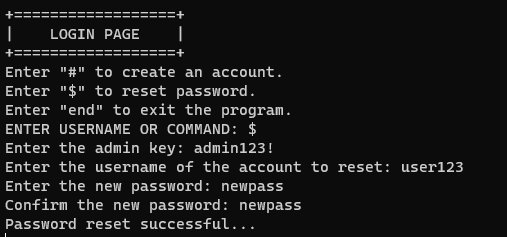 +==================+
|    LOGIN PAGE    |
+==================+
Enter "#" to create an account.
Enter "$" to reset password.
Enter "end" to exit the program.
ENTER USERNAME OR COMMAND: $
Enter the admin key: admin123!
Enter the username of the account to reset: user123
Enter the new password: newpass
Confirm the new password: newpass
Password reset successful...